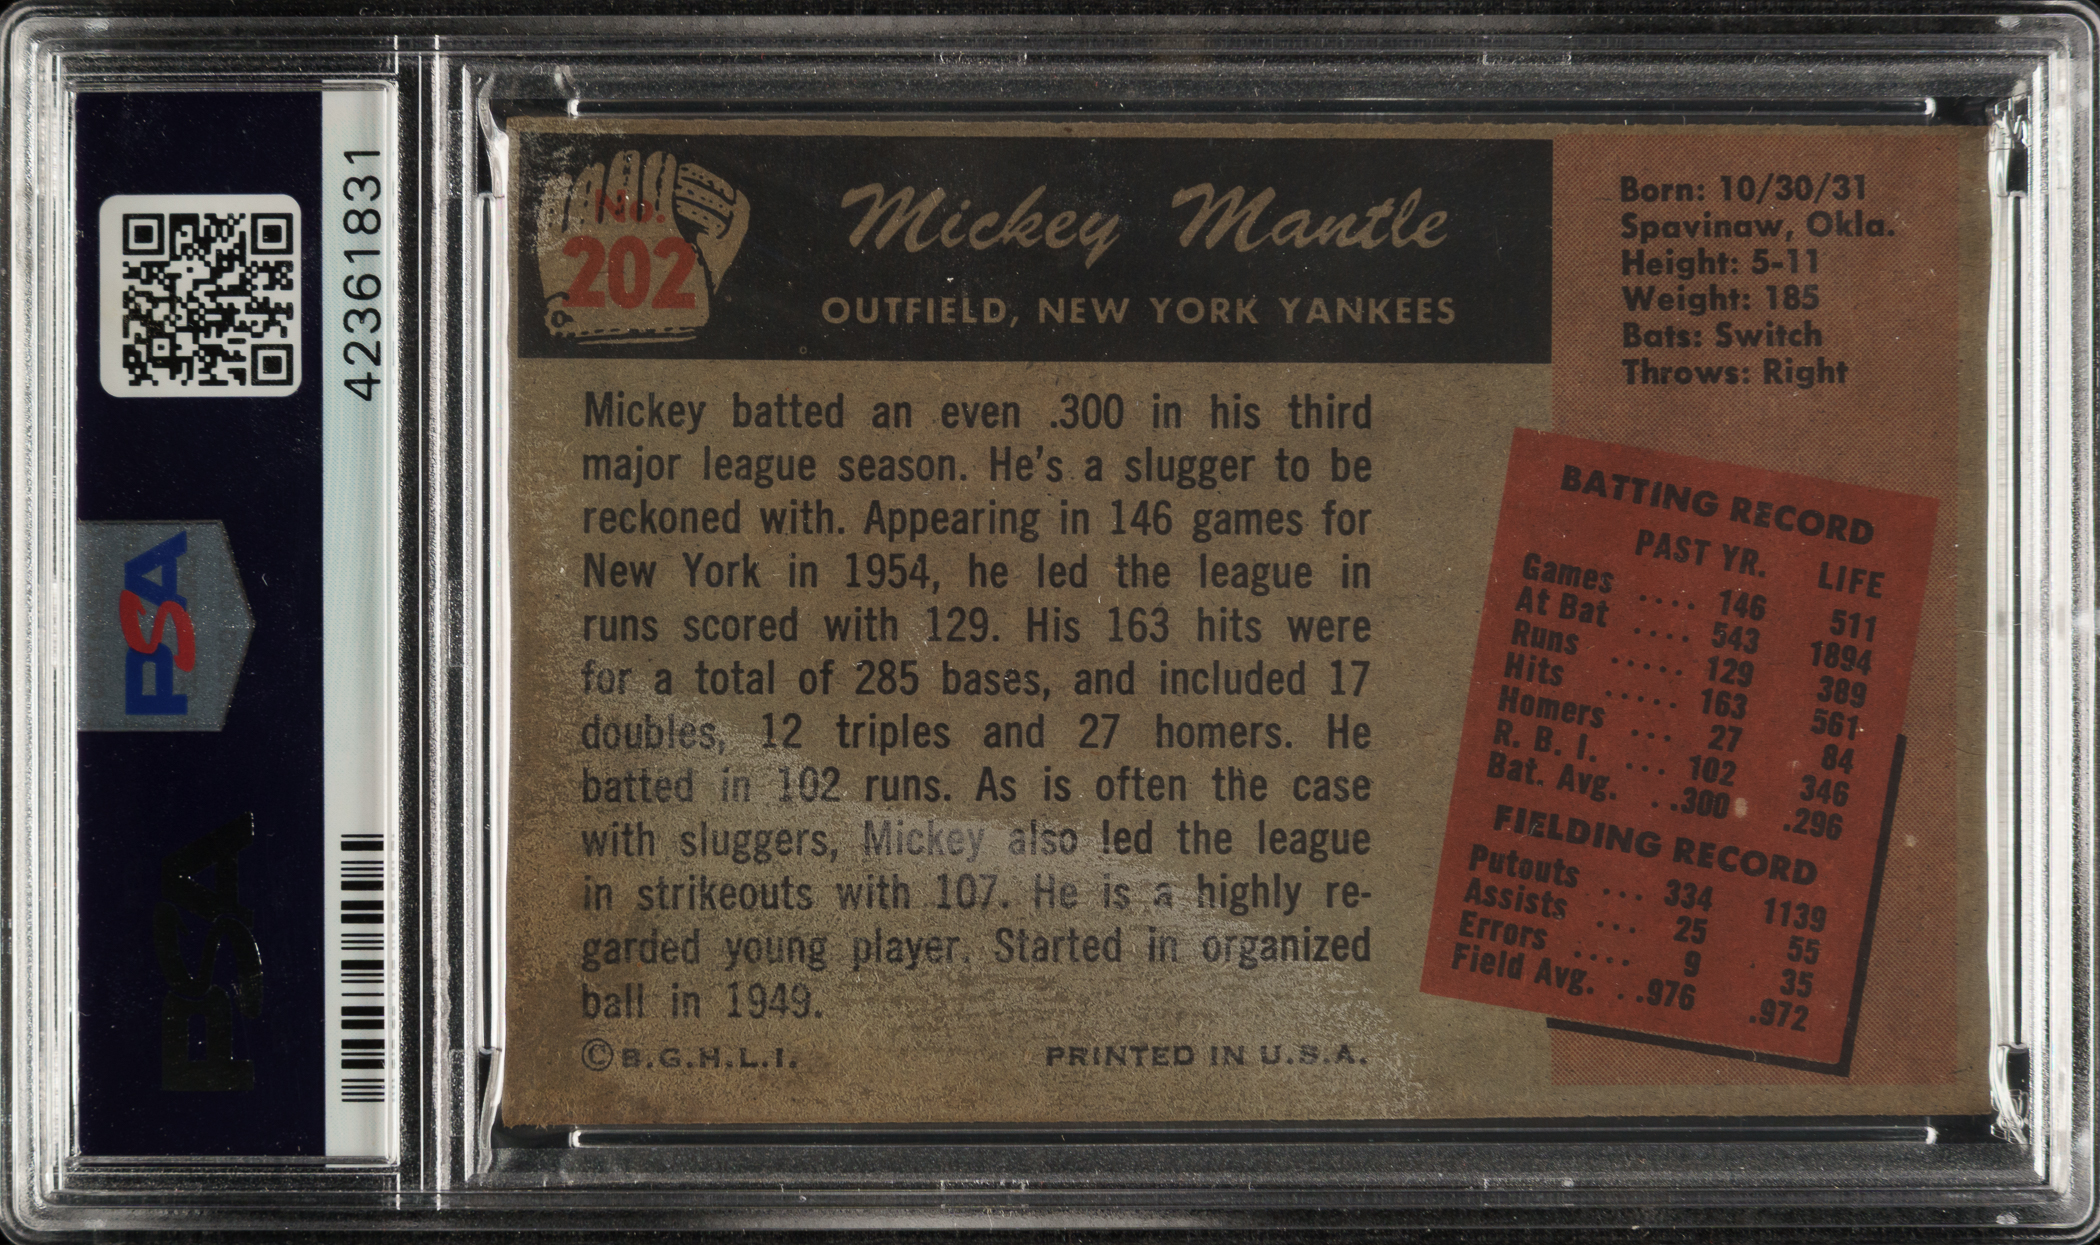 42361831
PSA
PSA
No.
202
Mickey Mantle
OUTFIELD, NEW YORK YANKEES
Born: 10/30/31
Spavinaw, Okla.
Height: 5-11
Weight: 185
Bats: Switch
Throws: Right
Mickey batted an even .300 in his third
major league season. He's a slugger to be
reckoned with. Appearing in 146 games for
New York in 1954, he led the league in
runs scored with 129. His 163 hits were
for a total of 285 bases, and included 17
doubles, 12 triples and 27 homers. He
batted in 102 runs. As is often the case
with sluggers, Mickey also led the league
in strikeouts with 107. He is a highly re-
garded young player. Started in organized
ball in 1949.
©B.G.H.L.I. PRINTED IN U.S.A.
BATTING RECORD
PAST YR. LIFE
Games .... 146 511
At Bat .... 543 1894
Runs ..... 129 389
Hits ..... 163 561
Homers ... 27 84
R. B. I. ... 102 346
Bat. Avg. ..300 .296
FIELDING RECORD
Putouts ... 334 1139
Assists ... 25 55
Errors .... 9 35
Field Avg. ..976 .972